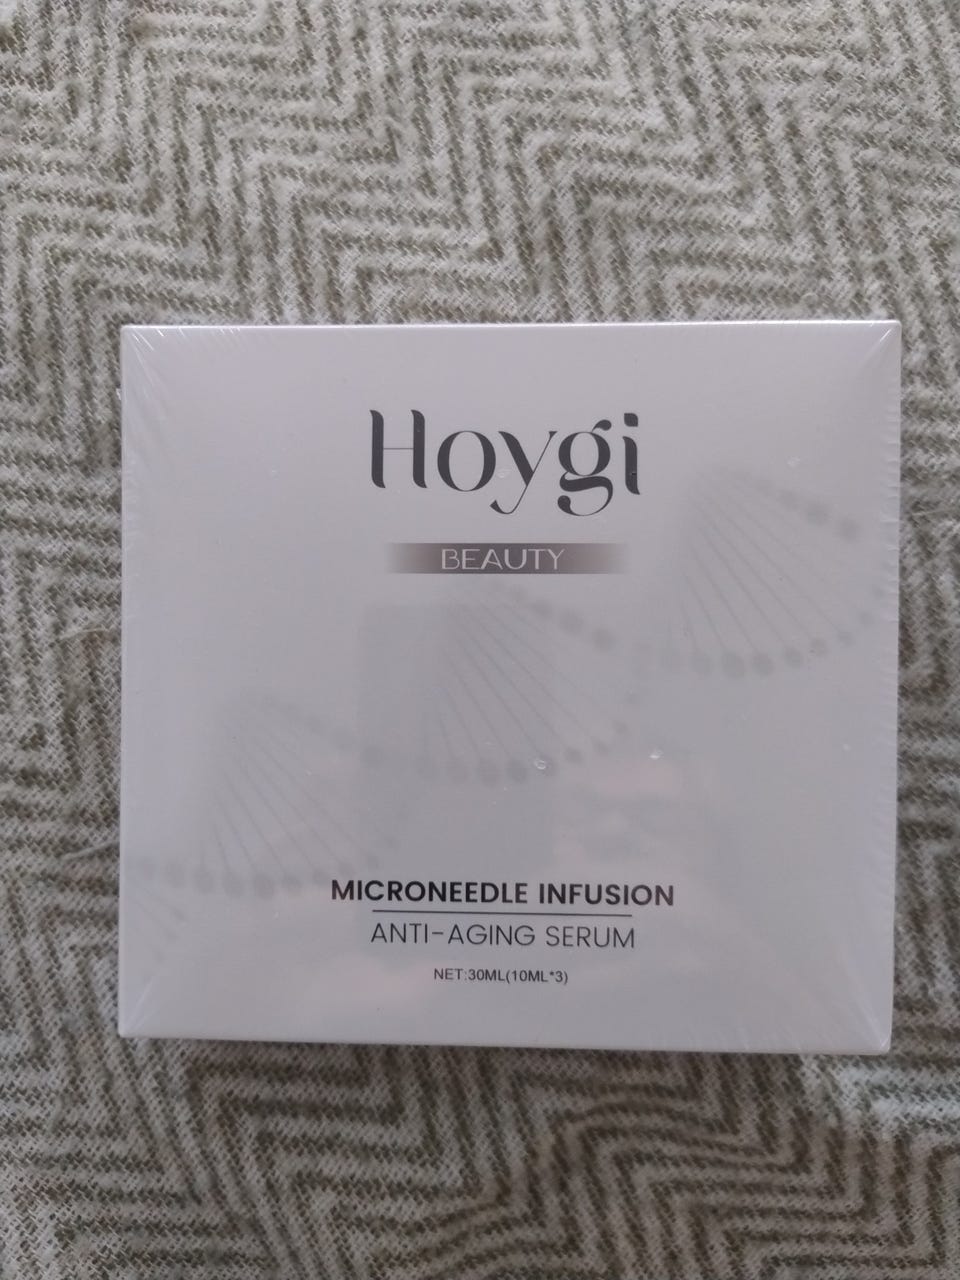 Hoygi
BEAUTY
MICRONEEDLE INFUSION
ANTI-AGING SERUM
NET:30ML(10ML*3)